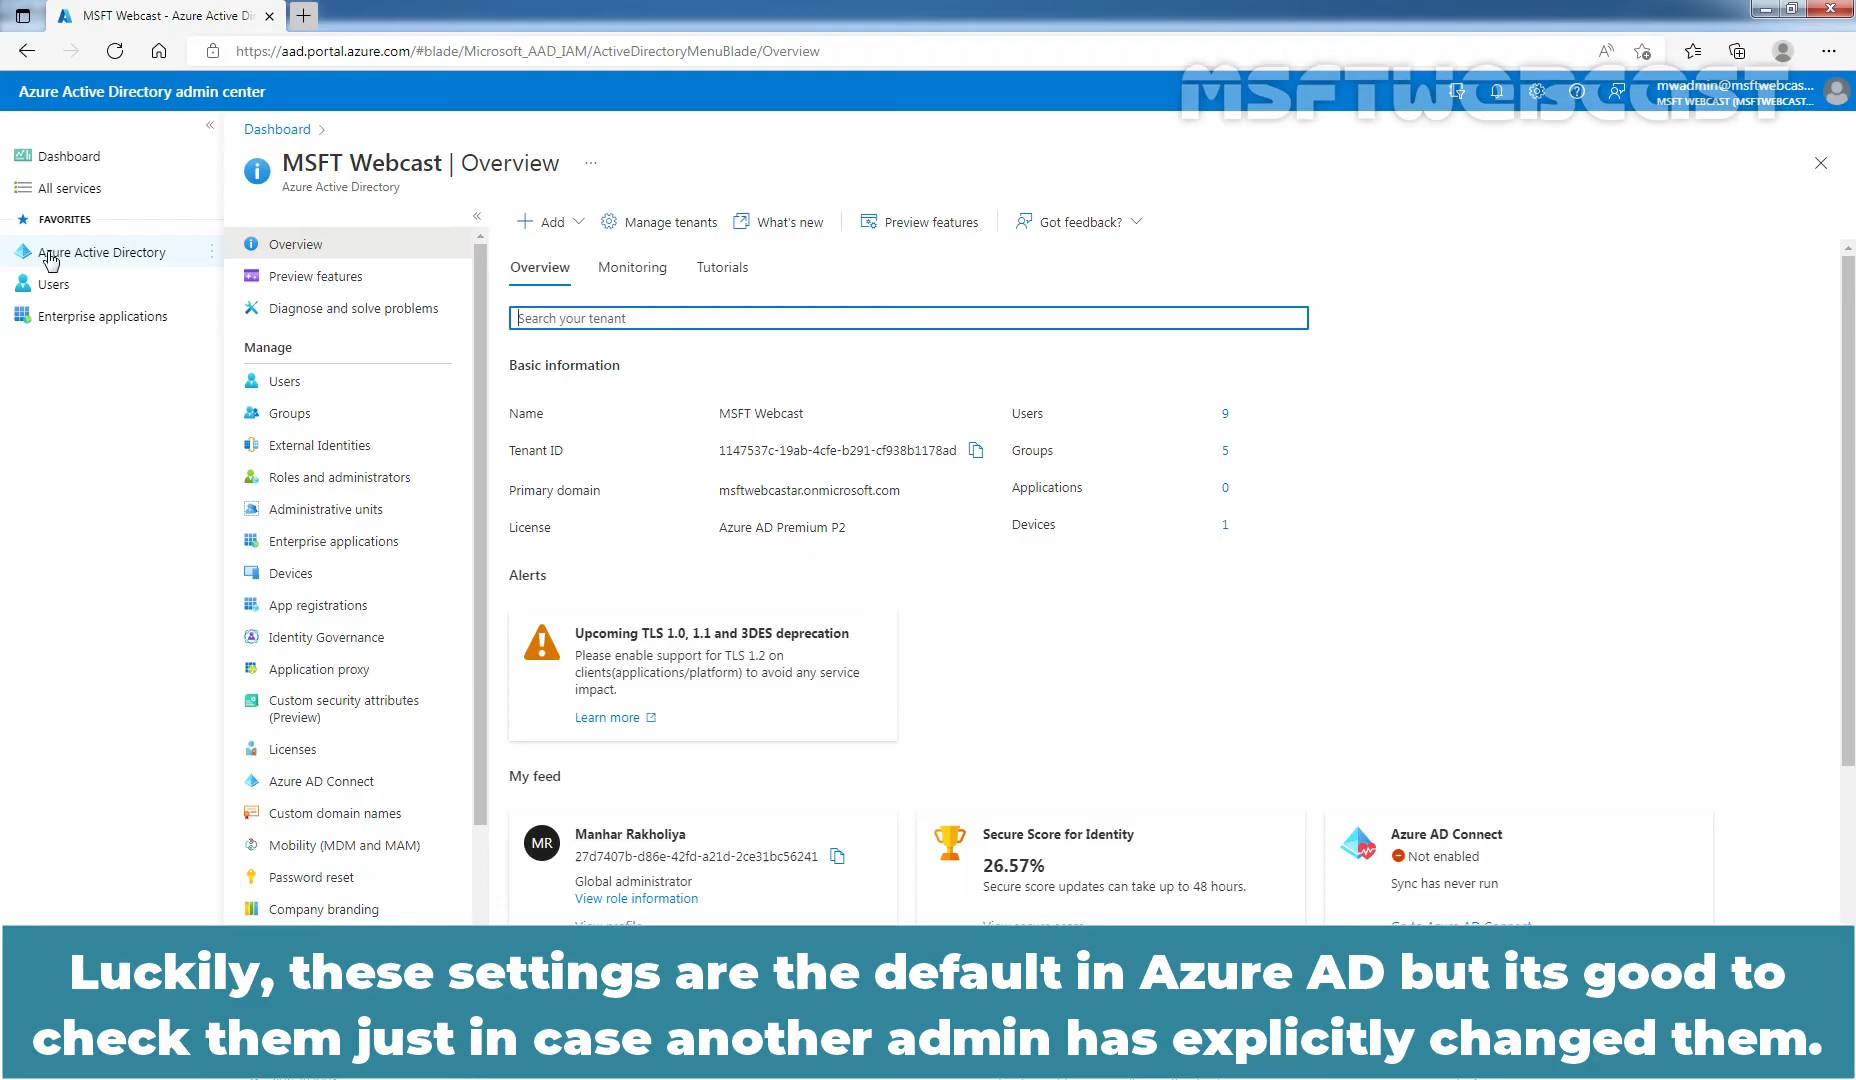 MSFT Webcast - Azure Active Di
https://aad.portal.azure.com/#blade/Microsoft_AAD_IAM/ActiveDirectoryMenuBlade/Overview
Azure Active Directory admin center
MSFTWEBCAST
mwadmin@msftwebcas...
MSFT WEBCAST (MSFTWEBCAST...
Dashboard
All services
FAVORITES
Azure Active Directory
Users
Enterprise applications
Dashboard
MSFT Webcast | Overview
Azure Active Directory
Overview
Preview features
Diagnose and solve problems
Manage
Users
Groups
External Identities
Roles and administrators
Administrative units
Enterprise applications
Devices
App registrations
Identity Governance
Application proxy
Custom security attributes
(Preview)
Licenses
Azure AD Connect
Custom domain names
Mobility (MDM and MAM)
Password reset
Company branding
Add
Manage tenants
What's new
Preview features
Got feedback?
Overview Monitoring Tutorials
Search your tenant
Basic information
Name MSFT Webcast Users 9
Tenant ID 1147537c-19ab-4cfe-b291-cf938b1178ad Groups 5
Primary domain msftwebcastar.onmicrosoft.com Applications 0
License Azure AD Premium P2 Devices 1
Alerts
Upcoming TLS 1.0, 1.1 and 3DES deprecation
Please enable support for TLS 1.2 on
clients(applications/platform) to avoid any service
impact.
Learn more
My feed
MR
Manhar Rakholiya
27d7407b-d86e-42fd-a21d-2ce31bc56241
Global administrator
View role information
Secure Score for Identity
26.57%
Secure score updates can take up to 48 hours.
Azure AD Connect
Not enabled
Sync has never run
Luckily, these settings are the default in Azure AD but its good to
check them just in case another admin has explicitly changed them.